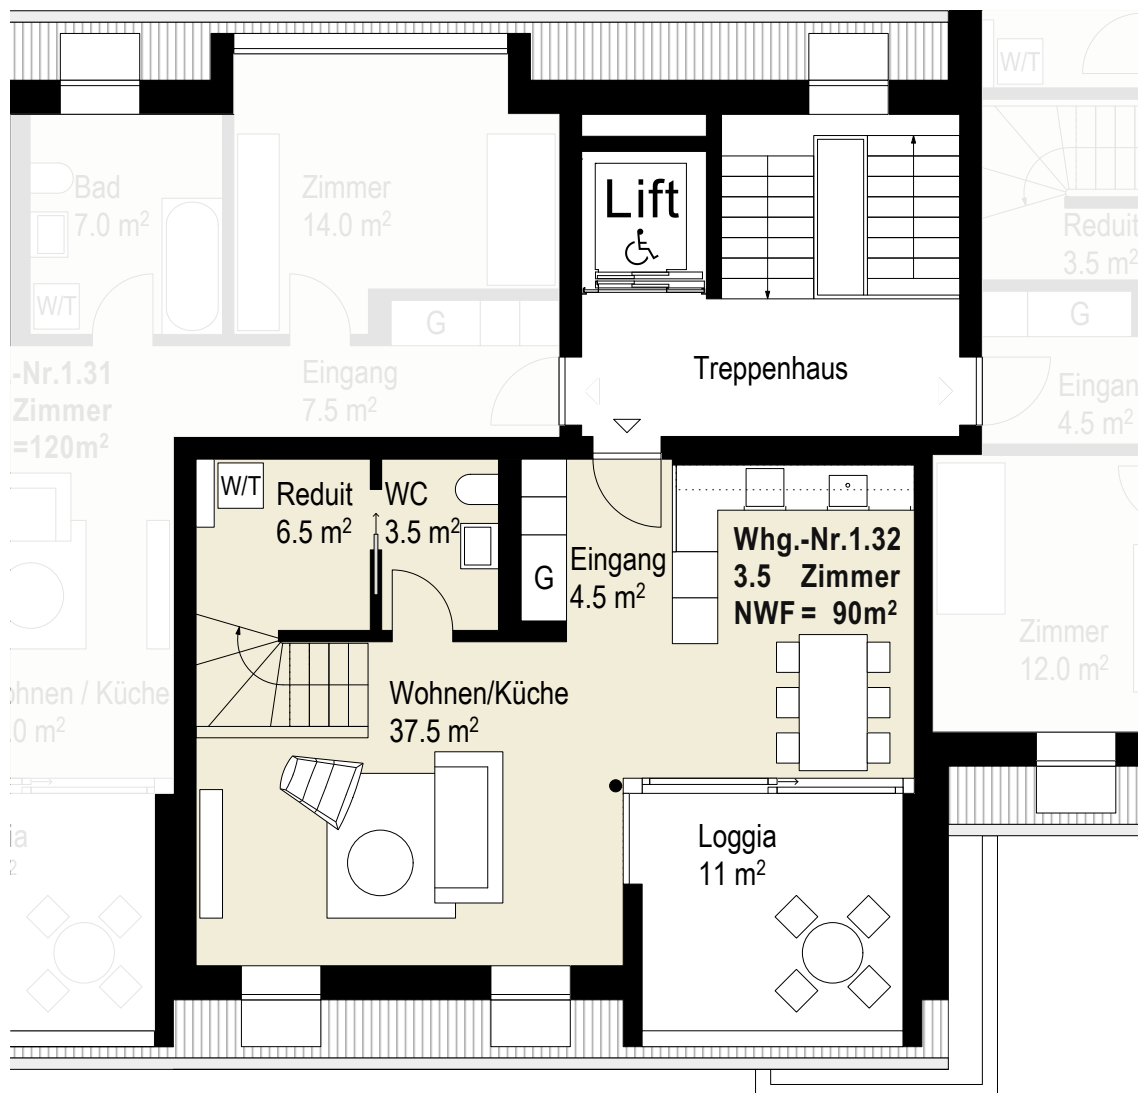 W/T
Bad
7.0 m²
Zimmer
14.0 m²
Lift
Reduit
3.5 m²
W/T
G
G
Treppenhaus
.-Nr.1.31
Zimmer
=120m²
Eingang
7.5 m²
Eingan
4.5 m²
W/T
Reduit
6.5 m²
WC
3.5 m²
G
Eingang
4.5 m²
Whg.-Nr.1.32
3.5 Zimmer
NWF = 90m²
Zimmer
12.0 m²
ohnen / Küche
.0 m²
Wohnen/Küche
37.5 m²
ia
²
Loggia
11 m²